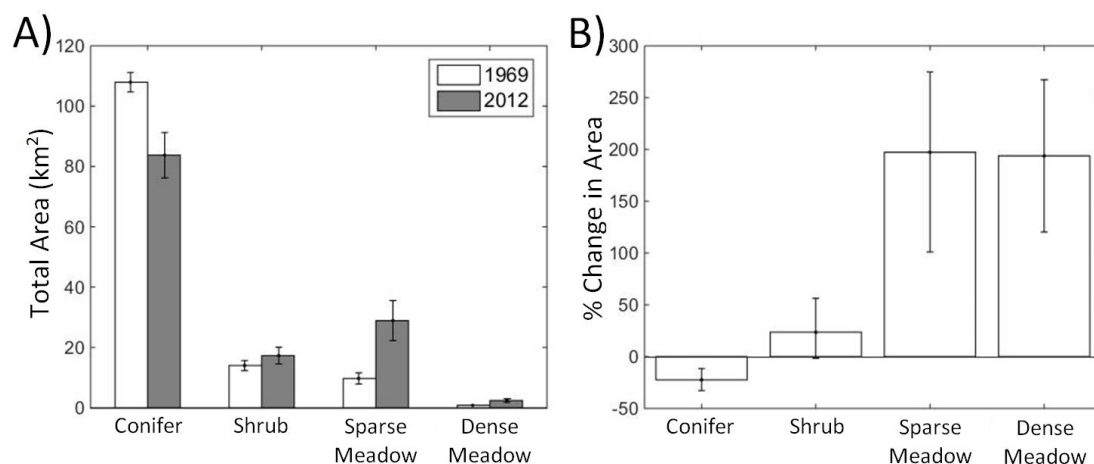 A)
Total Area (km²)
120
100
80
60
40
20
0
1969
2012
Conifer
Shrub
Sparse
Meadow
Dense
Meadow
B)
% Change in Area
300
250
200
150
100
50
0
-50
Conifer
Shrub
Sparse
Meadow
Dense
Meadow